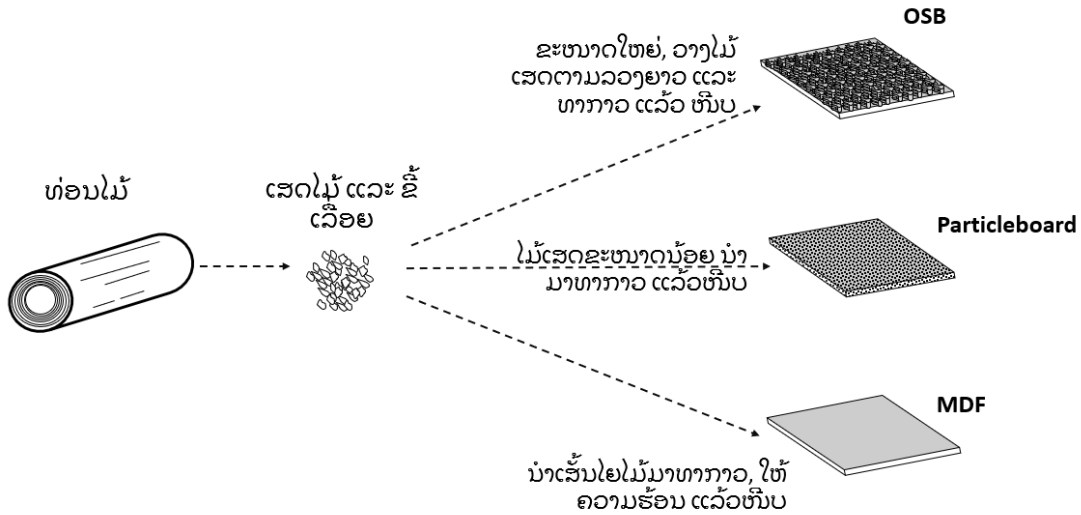 OSB
ຂະໜາດໃຫຍ່, ວາງໄມ້
ເສດຕາມລວງຍາວ ແລະ
ທາກາວ ແລ້ວ ໜີບ
ທ່ອນໄມ້
ເສດໄມ້ ແລະ ຂີ້
ເລື່ອຍ
Particleboard
ໄມ້ເສດຂະໜາດນ້ອຍ ນໍາ
ມາທາກາວ ແລ້ວໜີບ
MDF
ນໍາເສັ້ນໄຍໄມ້ມາທາກາວ, ໃຫ້
ຄວາມຮ້ອນ ແລ້ວໜີບ